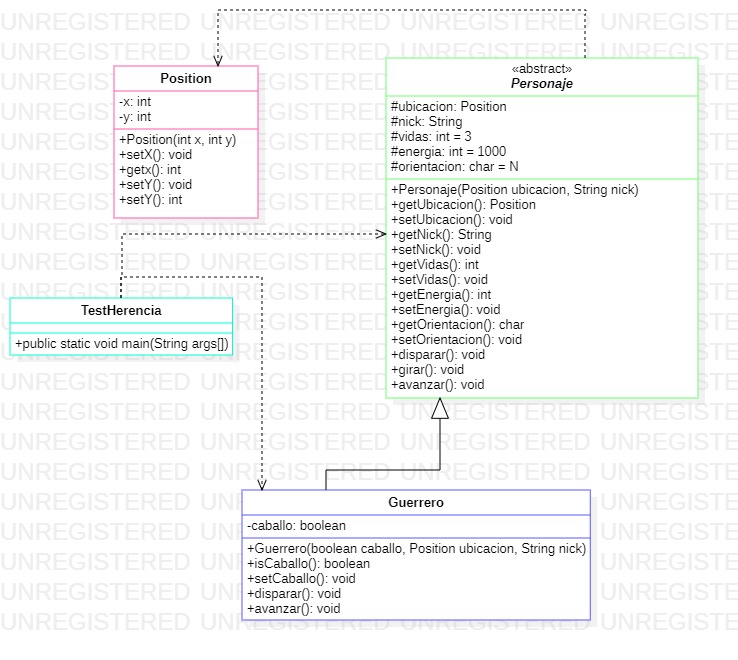 Position
-x: int
-y: int
+Position(int x, int y)
+setX(): void
+getx(): int
+setY(): void
+setY(): int
«abstract»
Personaje
#ubicacion: Position
#nick: String
#vidas: int = 3
#energia: int = 1000
#orientacion: char = N
+Personaje(Position ubicacion, String nick)
+getUbicacion(): Position
+setUbicacion(): void
+getNick(): String
+setNick(): void
+getVidas(): int
+setVidas(): void
+getEnergia(): int
+setEnergia(): void
+getOrientacion(): char
+setOrientacion(): void
+disparar(): void
+girar(): void
+avanzar(): void
TestHerencia
+public static void main(String args[])
Guerrero
-caballo: boolean
+Guerrero(boolean caballo, Position ubicacion, String nick)
+isCaballo(): boolean
+setCaballo(): void
+disparar(): void
+avanzar(): void
UNREGISTERED